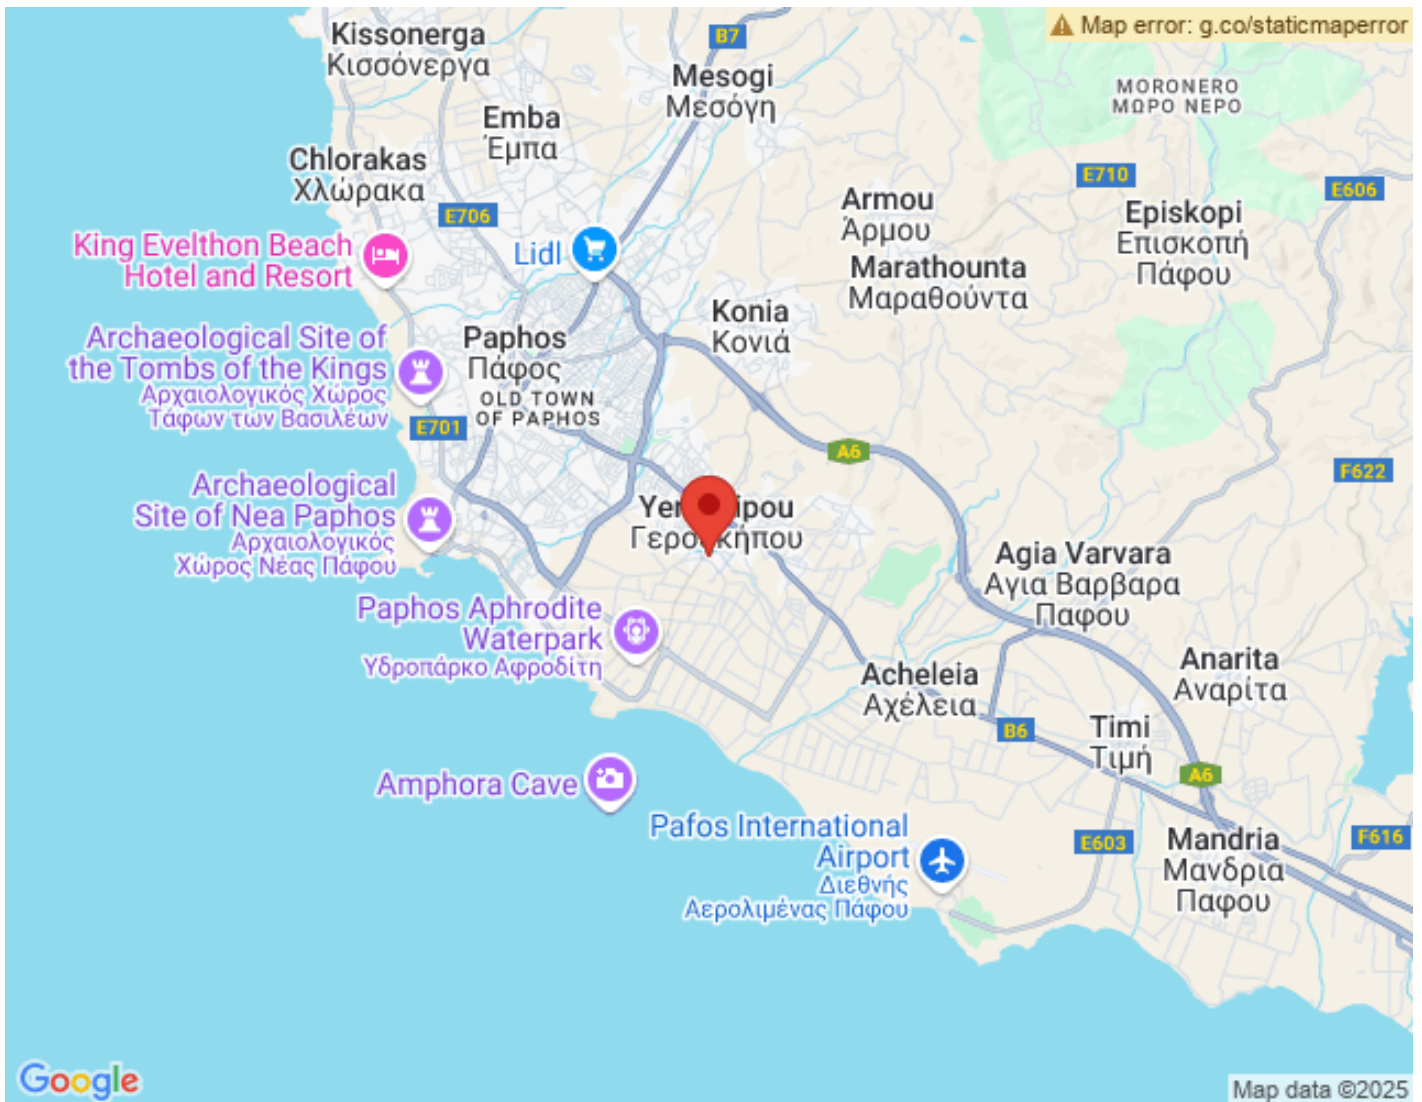 Kissonerga
Κισσόνεργα
B7
Map error: g.co/staticmaperror
Mesogi
Μεσόγη
MORONERO
ΜΩΡΟ ΝΕΡΟ
Emba
Έμπα
Chlorakas
Χλώρακα
E710
E606
E706
Armou
Άρμου
Episkopi
Επισκοπή
Πάφου
King Evelthon Beach
Hotel and Resort
Lidl
Marathounta
Μαραθούντα
Konia
Κονιά
Archaeological Site of
the Tombs of the Kings
Αρχαιολογικός Χώρος
Τάφων των Βασιλέων
Paphos
Πάφος
OLD TOWN
OF PAPHOS
E701
A6
F622
Archaeological
Site of Nea Paphos
Αρχαιολογικός
Χώρος Νέας Πάφου
Agia Varvara
Αγια Βαρβαρα
Παφου
Paphos Aphrodite
Waterpark
Υδροπάρκο Αφροδίτη
Acheleia
Αχέλεια
Anarita
Αναρίτα
B6
Timi
Τιμή
A6
Amphora Cave
Pafos International
Airport
Διεθνής
Αερολιμένας Πάφου
E603
Mandria
Μανδρια
Παφου
F616
Google
Map data ©2025